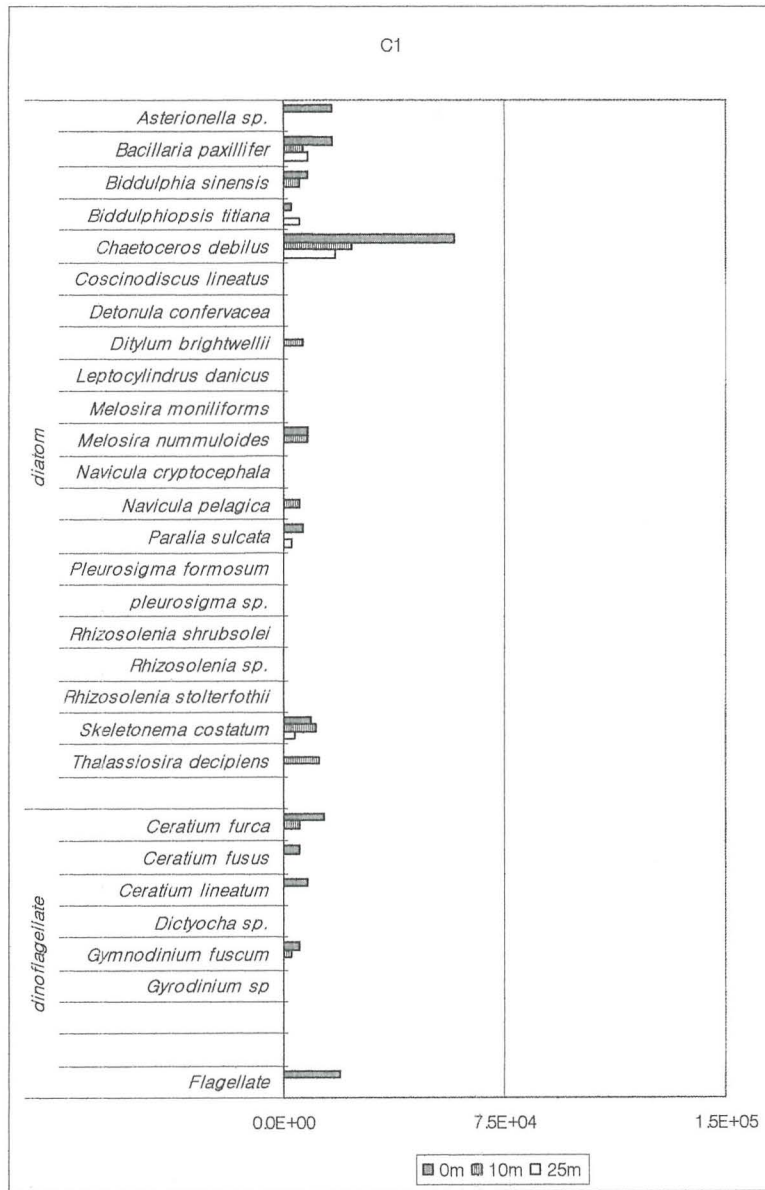 C1
diatom
Asterionella sp.
Bacillaria paxillifer
Biddulphia sinensis
Biddulphiopsis titiana
Chaetoceros debilus
Coscinodiscus lineatus
Detonula confervacea
Ditylum brightwellii
Leptocylindrus danicus
Melosira moniliforms
Melosira nummuloides
Navicula cryptocephala
Navicula pelagica
Paralia sulcata
Pleurosigma formosum
pleurosigma sp.
Rhizosolenia shrubsolei
Rhizosolenia sp.
Rhizosolenia stolterfothii
Skeletonema costatum
Thalassiosira decipiens
dinoflagellate
Ceratium furca
Ceratium fusus
Ceratium lineatum
Dictyocha sp.
Gymnodinium fuscum
Gyrodinium sp
Flagellate
0.0E+00 7.5E+04 1.5E+05
0m 10m 25m